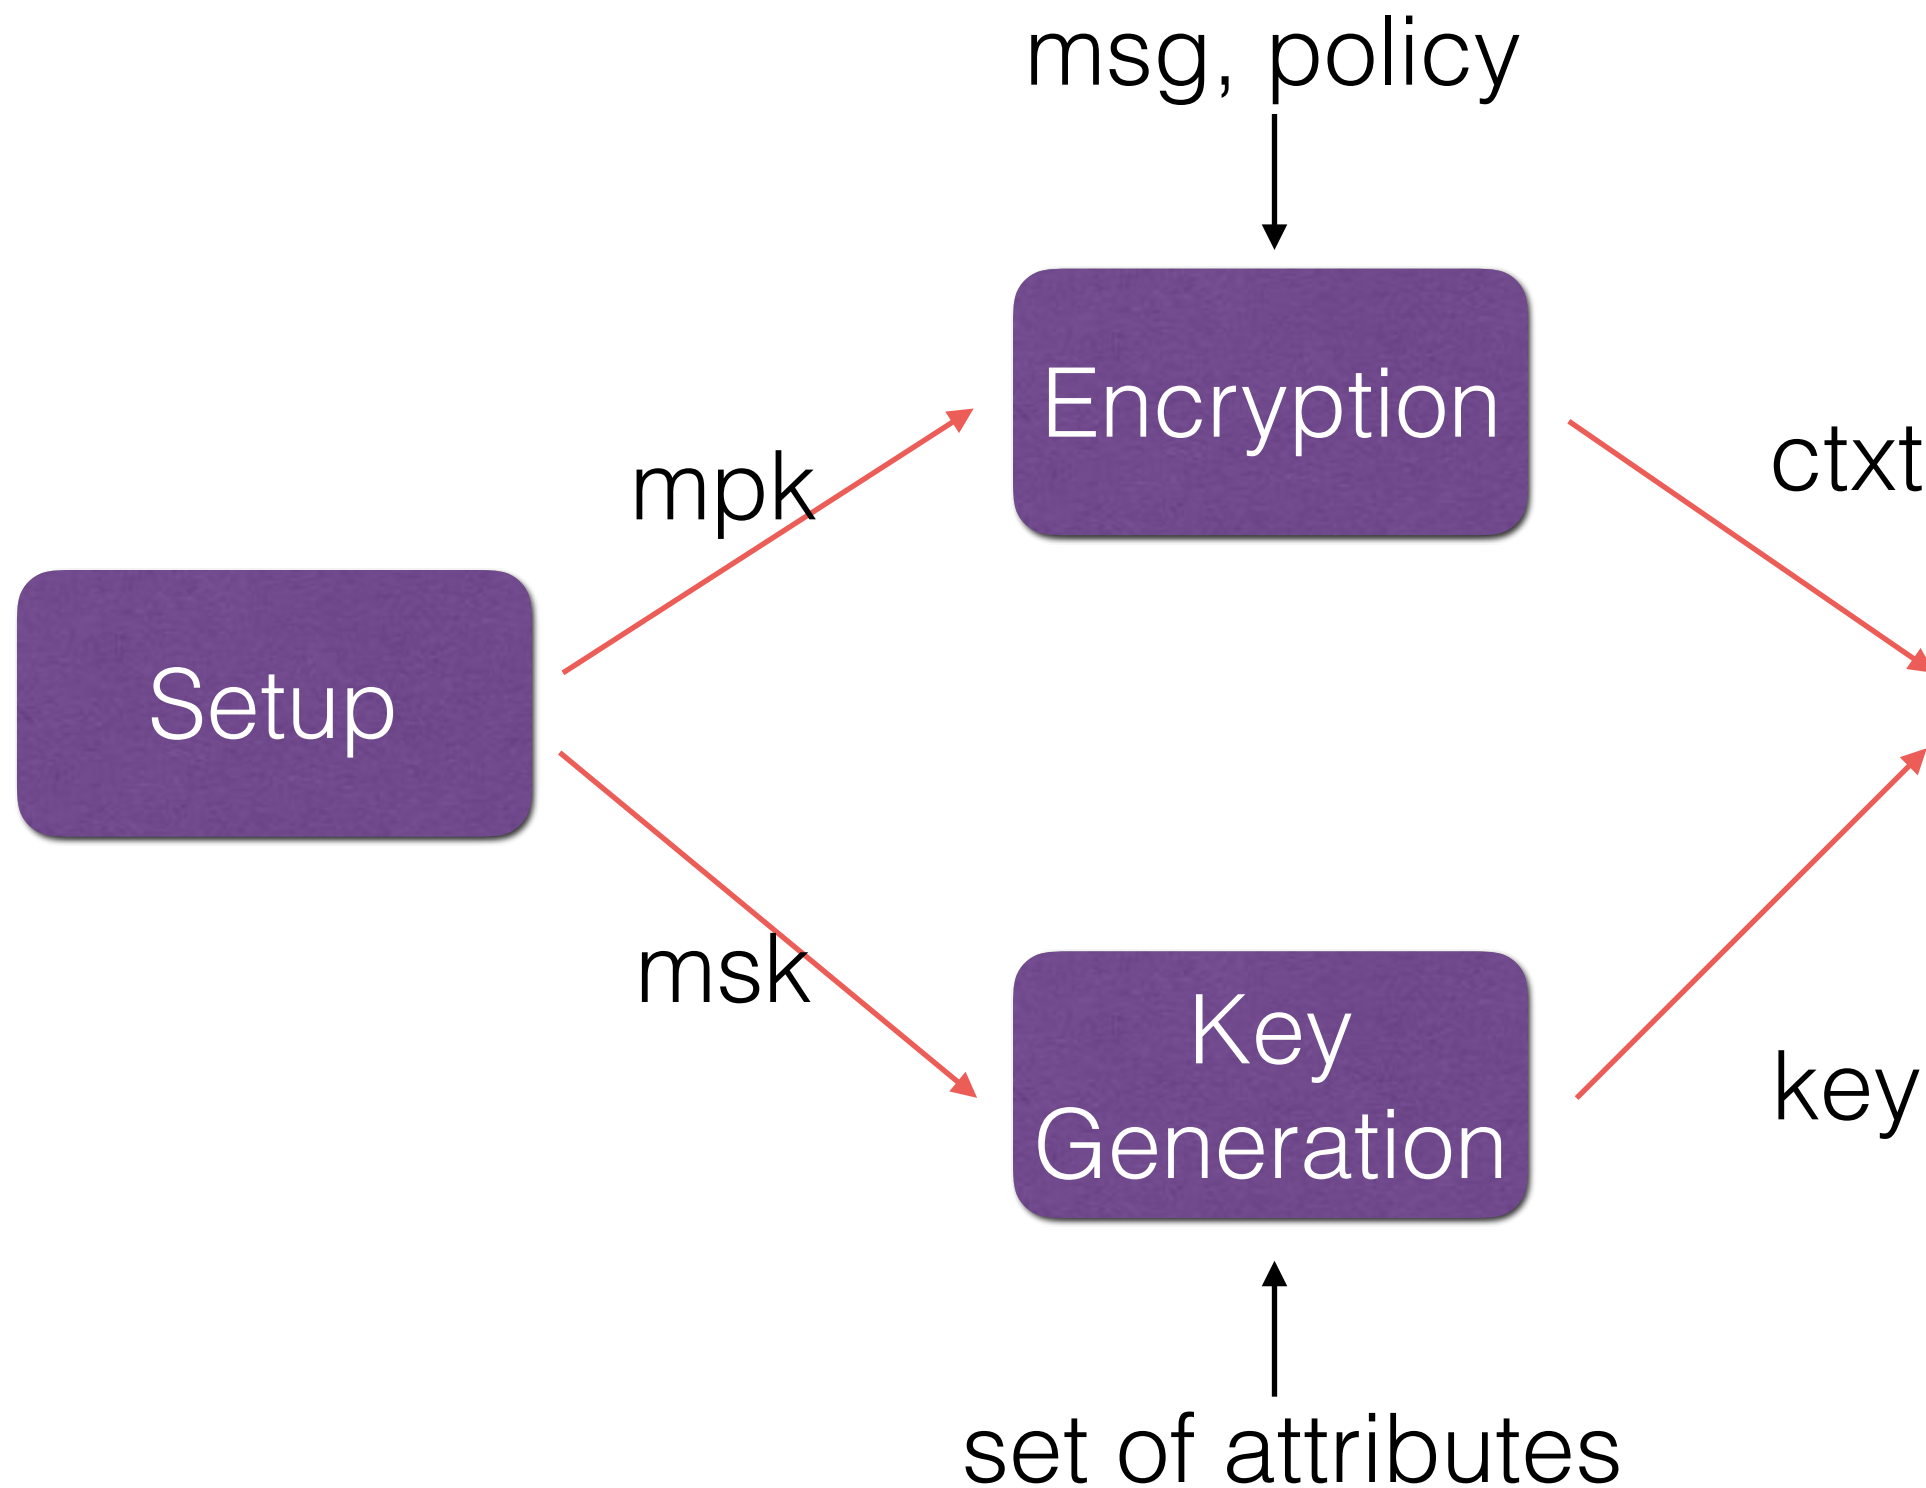 msg, policy
Encryption
mpk
ctxt
Setup
msk
Key
Generation
key
set of attributes